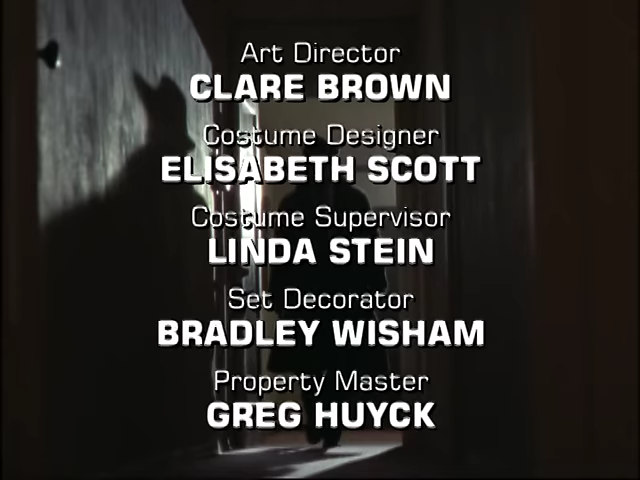 Art Director
CLARE BROWN
Costume Designer
ELISABETH SCOTT
Costume Supervisor
LINDA STEIN
Set Decorator
BRADLEY WISHAM
Property Master
GREG HUYCK